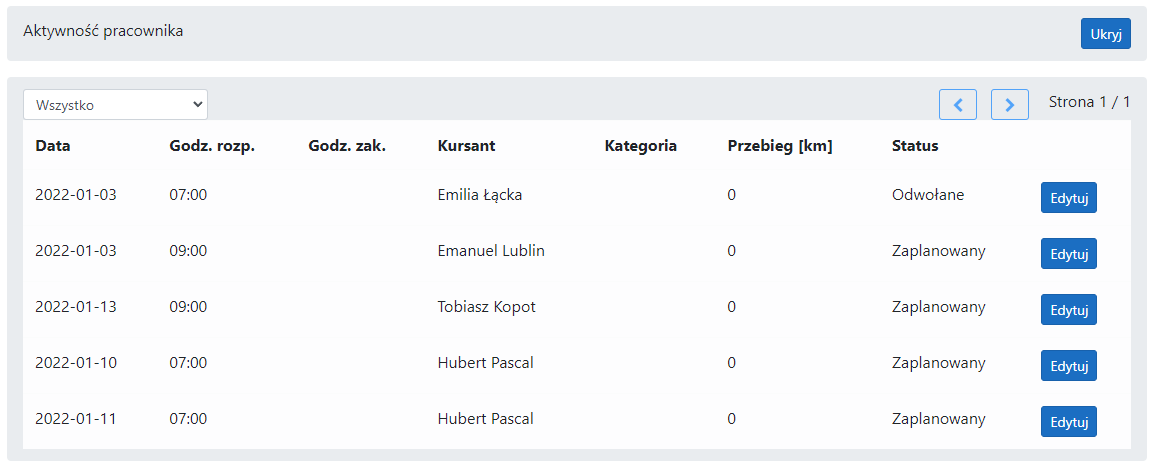 Aktywność pracownika Ukryj
Wszystko Strona 1 / 1
Data Godz. rozp. Godz. zak. Kursant Kategoria Przebieg [km] Status
2022-01-03 07:00 Emilia Łącka 0 Odwołane Edytuj
2022-01-03 09:00 Emanuel Lublin 0 Zaplanowany Edytuj
2022-01-13 09:00 Tobiasz Kopot 0 Zaplanowany Edytuj
2022-01-10 07:00 Hubert Pascal 0 Zaplanowany Edytuj
2022-01-11 07:00 Hubert Pascal 0 Zaplanowany Edytuj